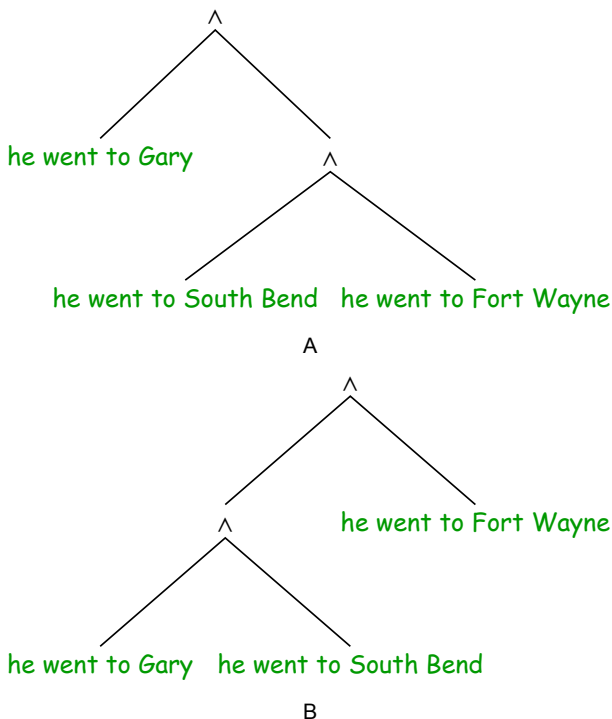 ∧
he went to Gary
∧
he went to South Bend he went to Fort Wayne
A
∧
he went to Fort Wayne
∧
he went to Gary he went to South Bend
B